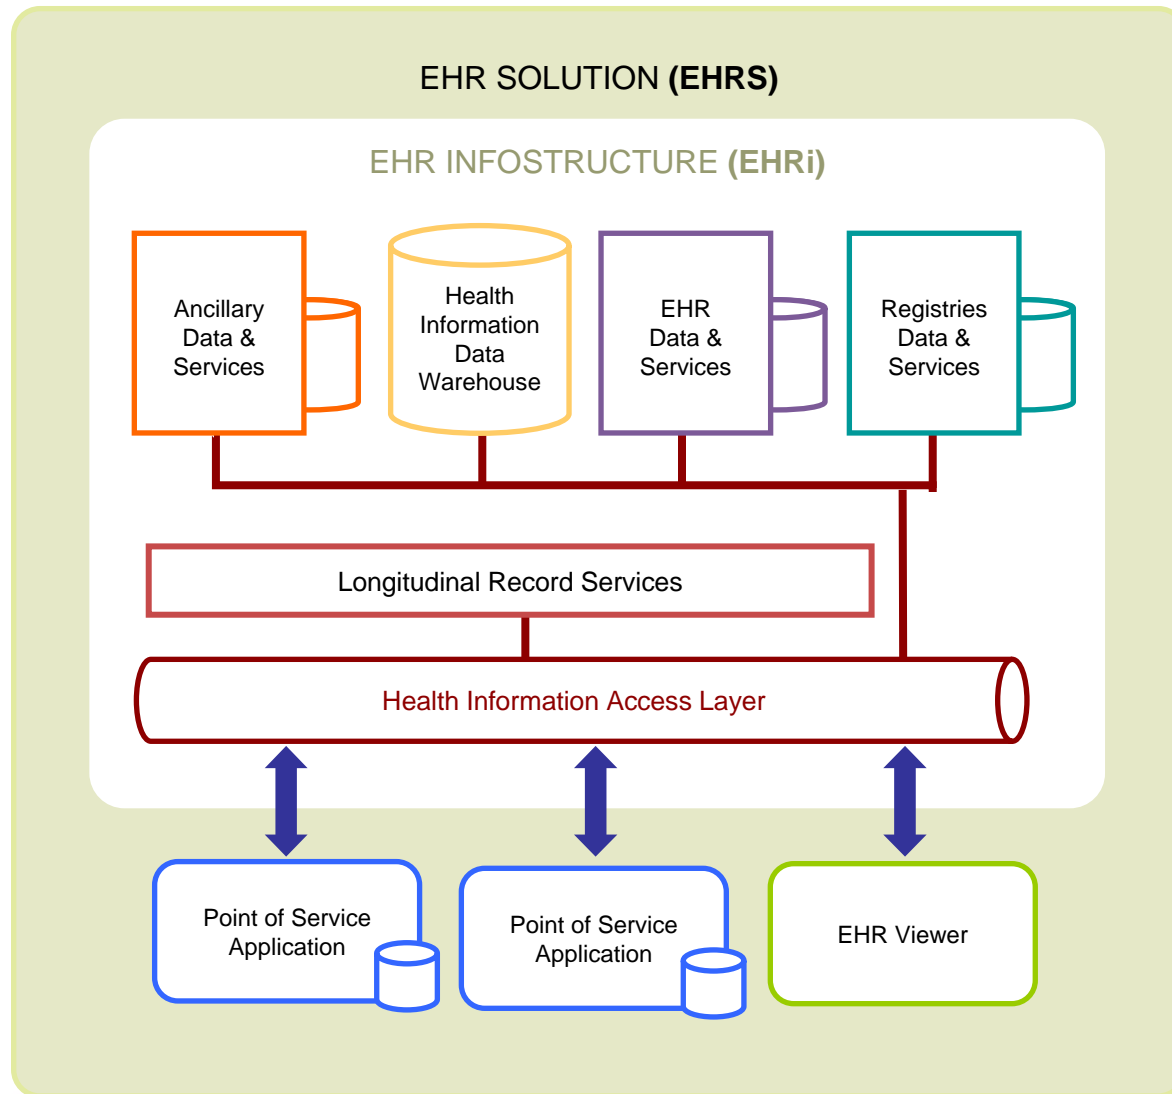 EHR SOLUTION (EHRS)
EHR INFOSTRUCTURE (EHRi)
Ancillary
Data &
Services
Health
Information
Data
Warehouse
EHR
Data &
Services
Registries
Data &
Services
Longitudinal Record Services
Health Information Access Layer
Point of Service
Application
Point of Service
Application
EHR Viewer